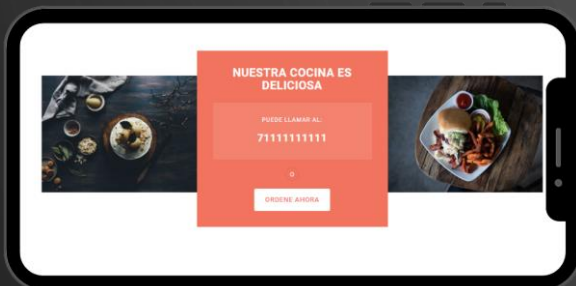 NUESTRA COCINA ES
DELICIOSA
PUEDE LLAMAR AL:
71111111111
O
ORDENE AHORA